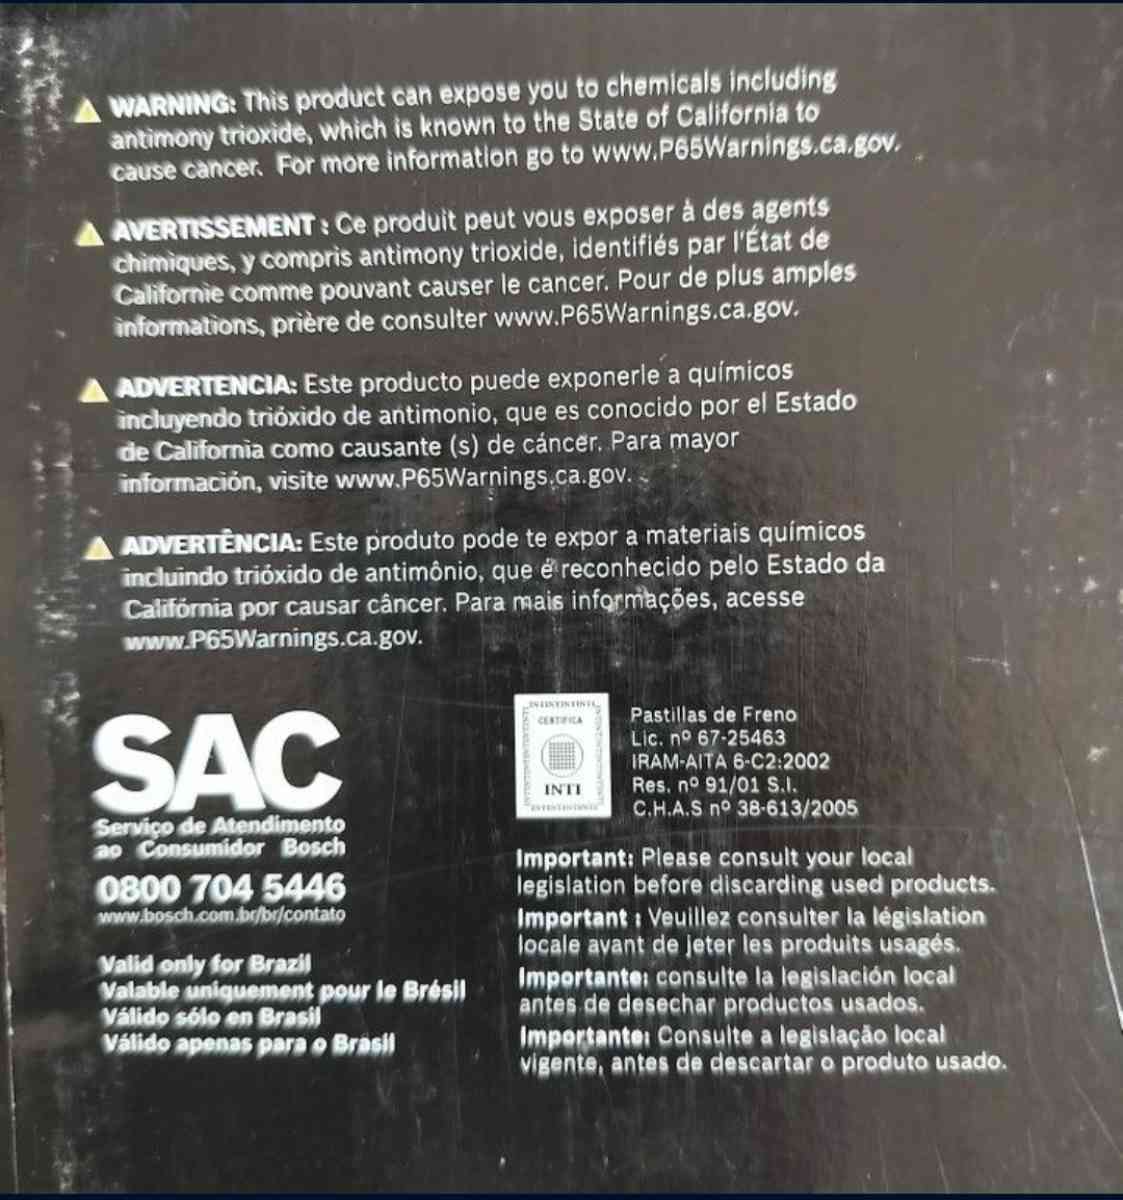 WARNING: This product can expose you to chemicals including
antimony trioxide, which is known to the State of California to
cause cancer. For more information go to www.P65Warnings.ca.gov.
AVERTISSEMENT : Ce produit peut vous exposer à des agents
chimiques, y compris antimony trioxide, identifiés par l'État de
Californie comme pouvant causer le cancer. Pour de plus amples
informations, prière de consulter www.P65Warnings.ca.gov.
ADVERTENCIA: Este producto puede exponerle a químicos
incluyendo trióxido de antimonio, que es conocido por el Estado
de California como causante (s) de cáncer. Para mayor
información, visite www.P65Warnings.ca.gov.
ADVERTÊNCIA: Este produto pode te expor a materiais químicos
incluindo trióxido de antimônio, que é reconhecido pelo Estado da
Califórnia por causar câncer. Para mais informações, acesse
www.P65Warnings.ca.gov.
SAC
Serviço de Atendimento
ao Consumidor Bosch
0800 704 5446
www.bosch.com.br/br/contato
Valid only for Brazil
Valable uniquement pour le Brésil
Válido sólo en Brasil
Válido apenas para o Brasil
CERTIFICA
INTI
Pastillas de Freno
Lic. nº 67-25463
IRAM-AITA 6-C2:2002
Res. nº 91/01 S.I.
C.H.A.S nº 38-613/2005
Important: Please consult your local
legislation before discarding used products.
Important : Veuillez consulter la législation
locale avant de jeter les produits usagés.
Importante: consulte la legislación local
antes de desechar productos usados.
Importante: Consulte a legislação local
vigente, antes de descartar o produto usado.